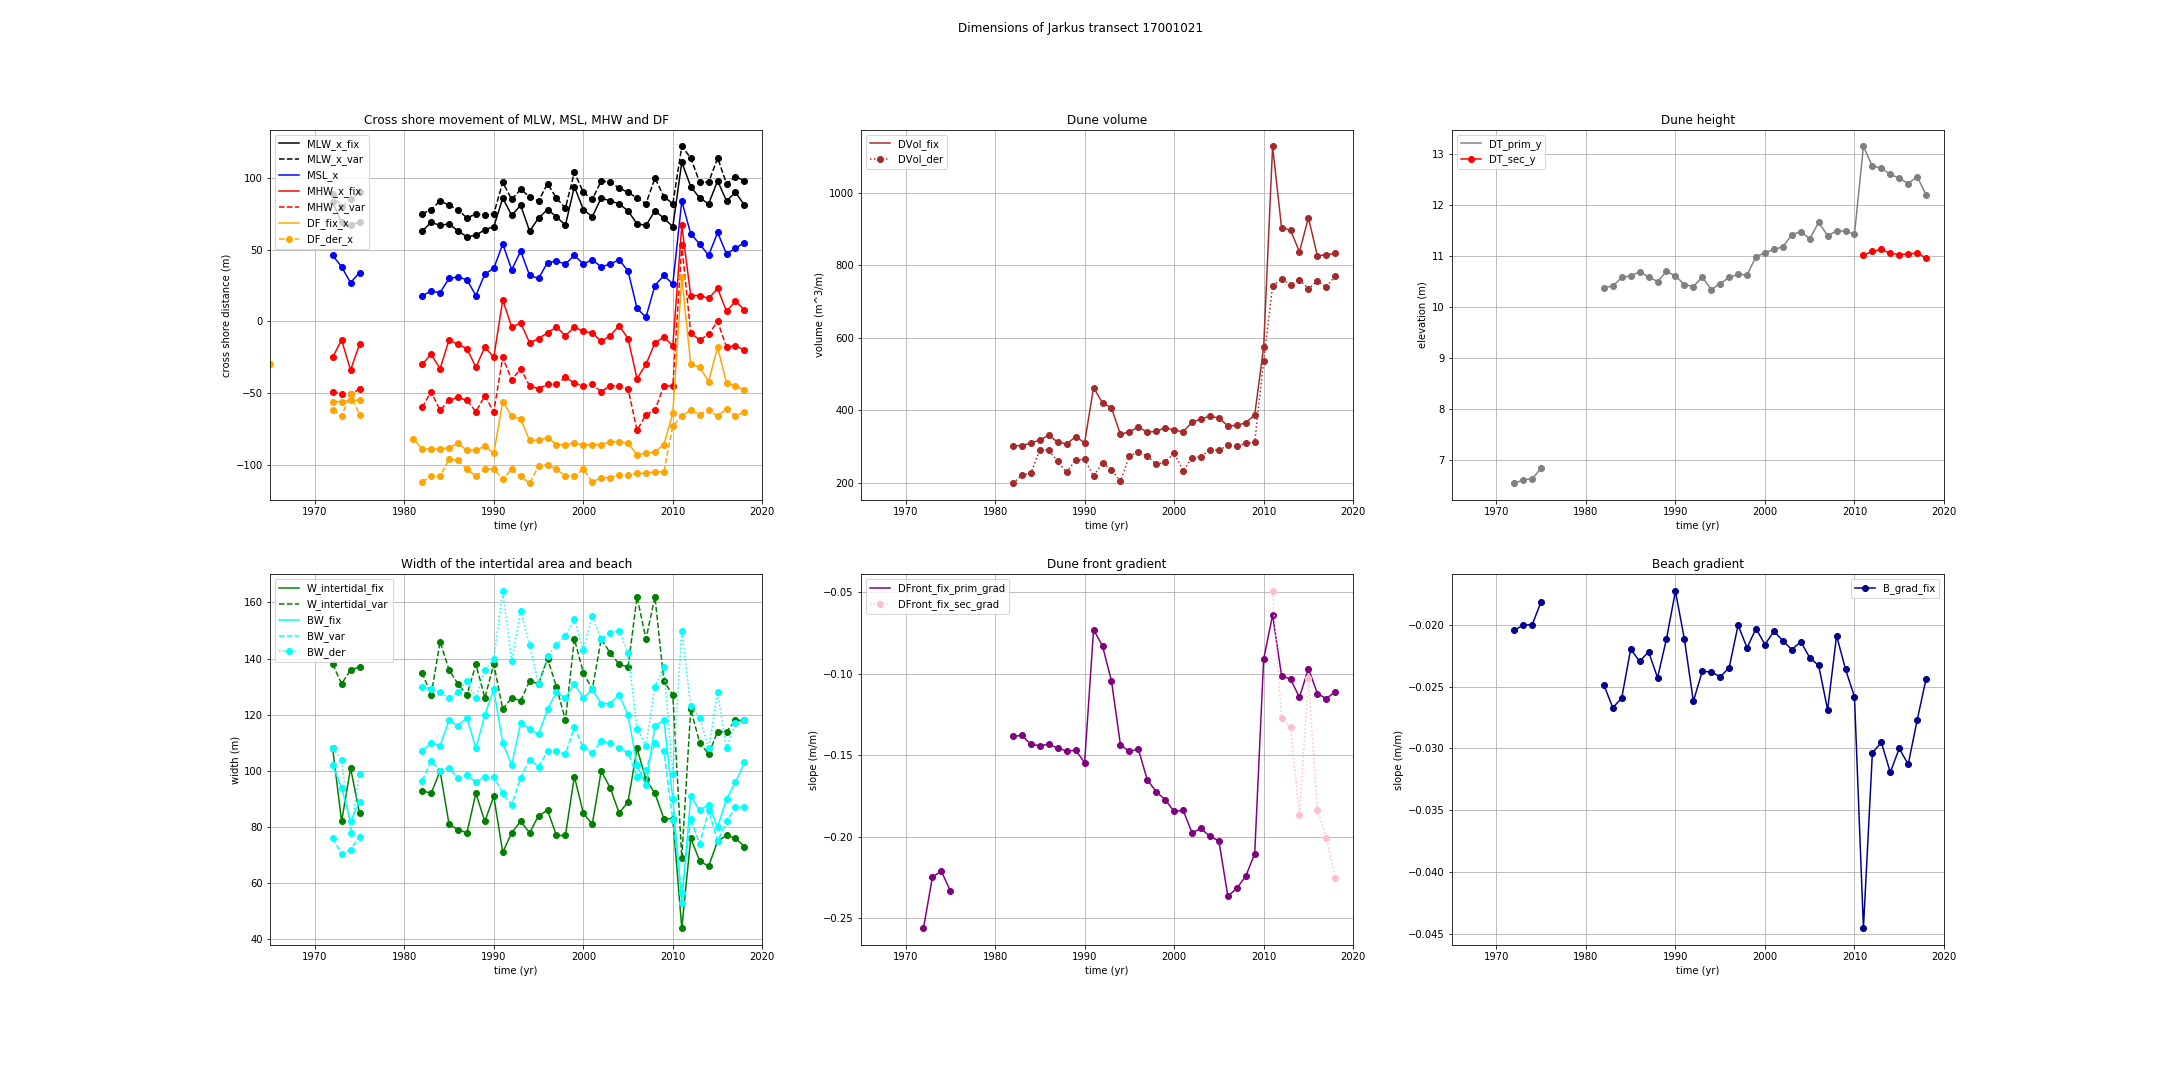 Dimensions of Jarkus transect 17001021
Cross shore movement of MLW, MSL, MHW and DF
MLW_x_fix
MLW_x_var
MSL_x
MHW_x_fix
MHW_x_var
DF_fix_x
DF_der_x
cross shore distance (m)
100
50
0
−50
−100
1970 1980 1990 2000 2010 2020
time (yr)
Dune volume
DVol_fix
DVol_der
volume (m^3/m)
1000
800
600
400
200
1970 1980 1990 2000 2010 2020
time (yr)
Dune height
DT_prim_y
DT_sec_y
elevation (m)
13
12
11
10
9
8
7
1970 1980 1990 2000 2010 2020
time (yr)
Width of the intertidal area and beach
W_intertidal_fix
W_intertidal_var
BW_fix
BW_var
BW_der
width (m)
160
140
120
100
80
60
40
1970 1980 1990 2000 2010 2020
time (yr)
Dune front gradient
DFront_fix_prim_grad
DFront_fix_sec_grad
slope (m/m)
−0.05
−0.10
−0.15
−0.20
−0.25
1970 1980 1990 2000 2010 2020
time (yr)
Beach gradient
B_grad_fix
slope (m/m)
−0.020
−0.025
−0.030
−0.035
−0.040
−0.045
1970 1980 1990 2000 2010 2020
time (yr)